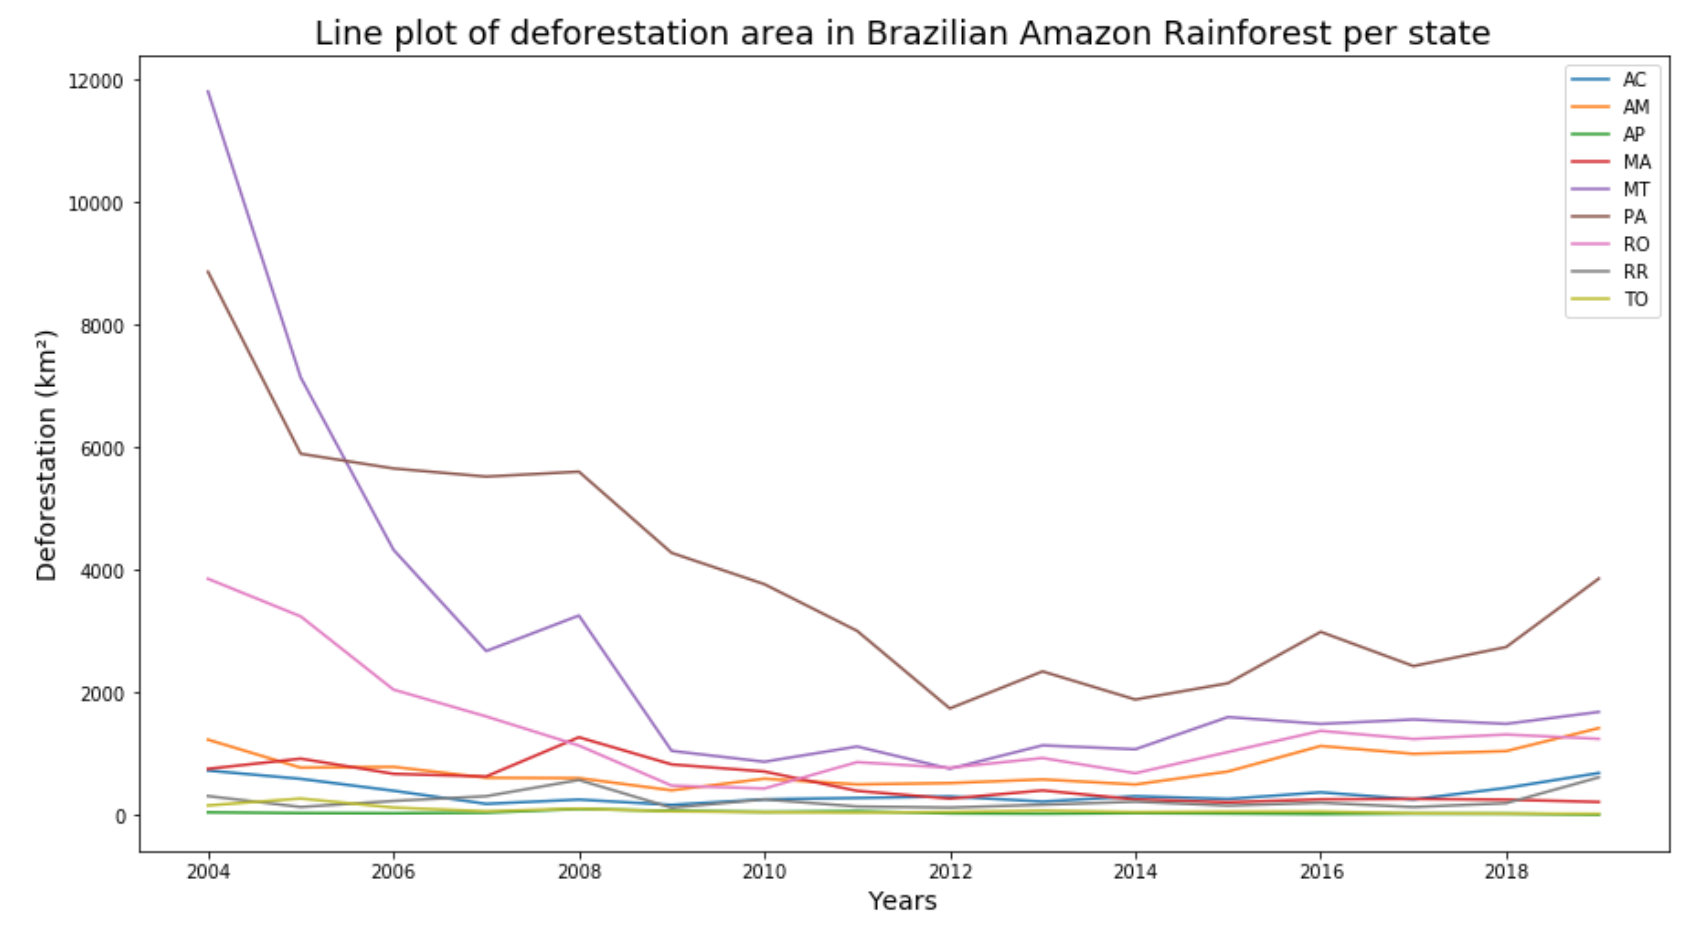 Line plot of deforestation area in Brazilian Amazon Rainforest per state
Deforestation (km²)
12000
10000
8000
6000
4000
2000
0
AC
AM
AP
MA
MT
PA
RO
RR
TO
2004 2006 2008 2010 2012 2014 2016 2018
Years